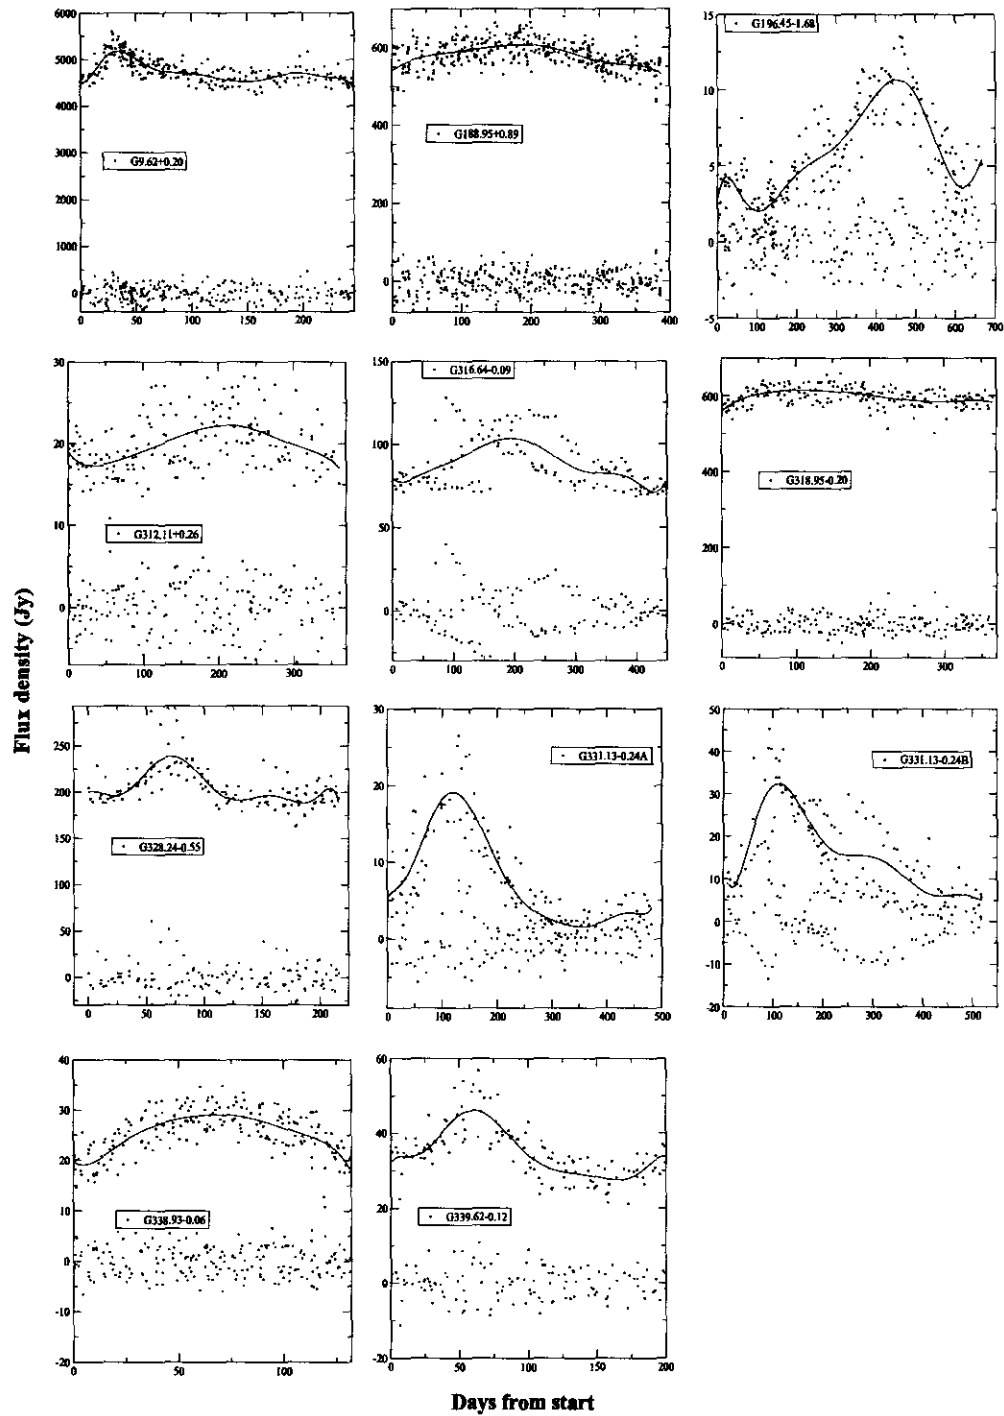 6000
5000
4000
3000
2000
1000
0
G9.62+0.20
0 50 100 150 200
600
400
200
0
G188.95+0.89
0 100 200 300 400
15
10
5
0
-5
G196.45-1.68
0 100 200 300 400 500 600 700
30
20
10
0
G312.11+0.26
0 100 200 300
150
100
50
0
G316.64-0.09
0 100 200 300 400
600
400
200
0
G318.95-0.20
0 100 200 300
Flux density (Jy)
250
200
150
100
50
0
G328.24-0.55
0 50 100 150 200
30
20
10
0
G331.13-0.24A
0 100 200 300 400 500
50
40
30
20
10
0
-10
-20
G331.13-0.24B
0 100 200 300 400 500
40
30
20
10
0
-10
-20
G338.93-0.06
0 50 100
60
40
20
0
-20
G339.62-0.12
0 50 100 150 200
Days from start